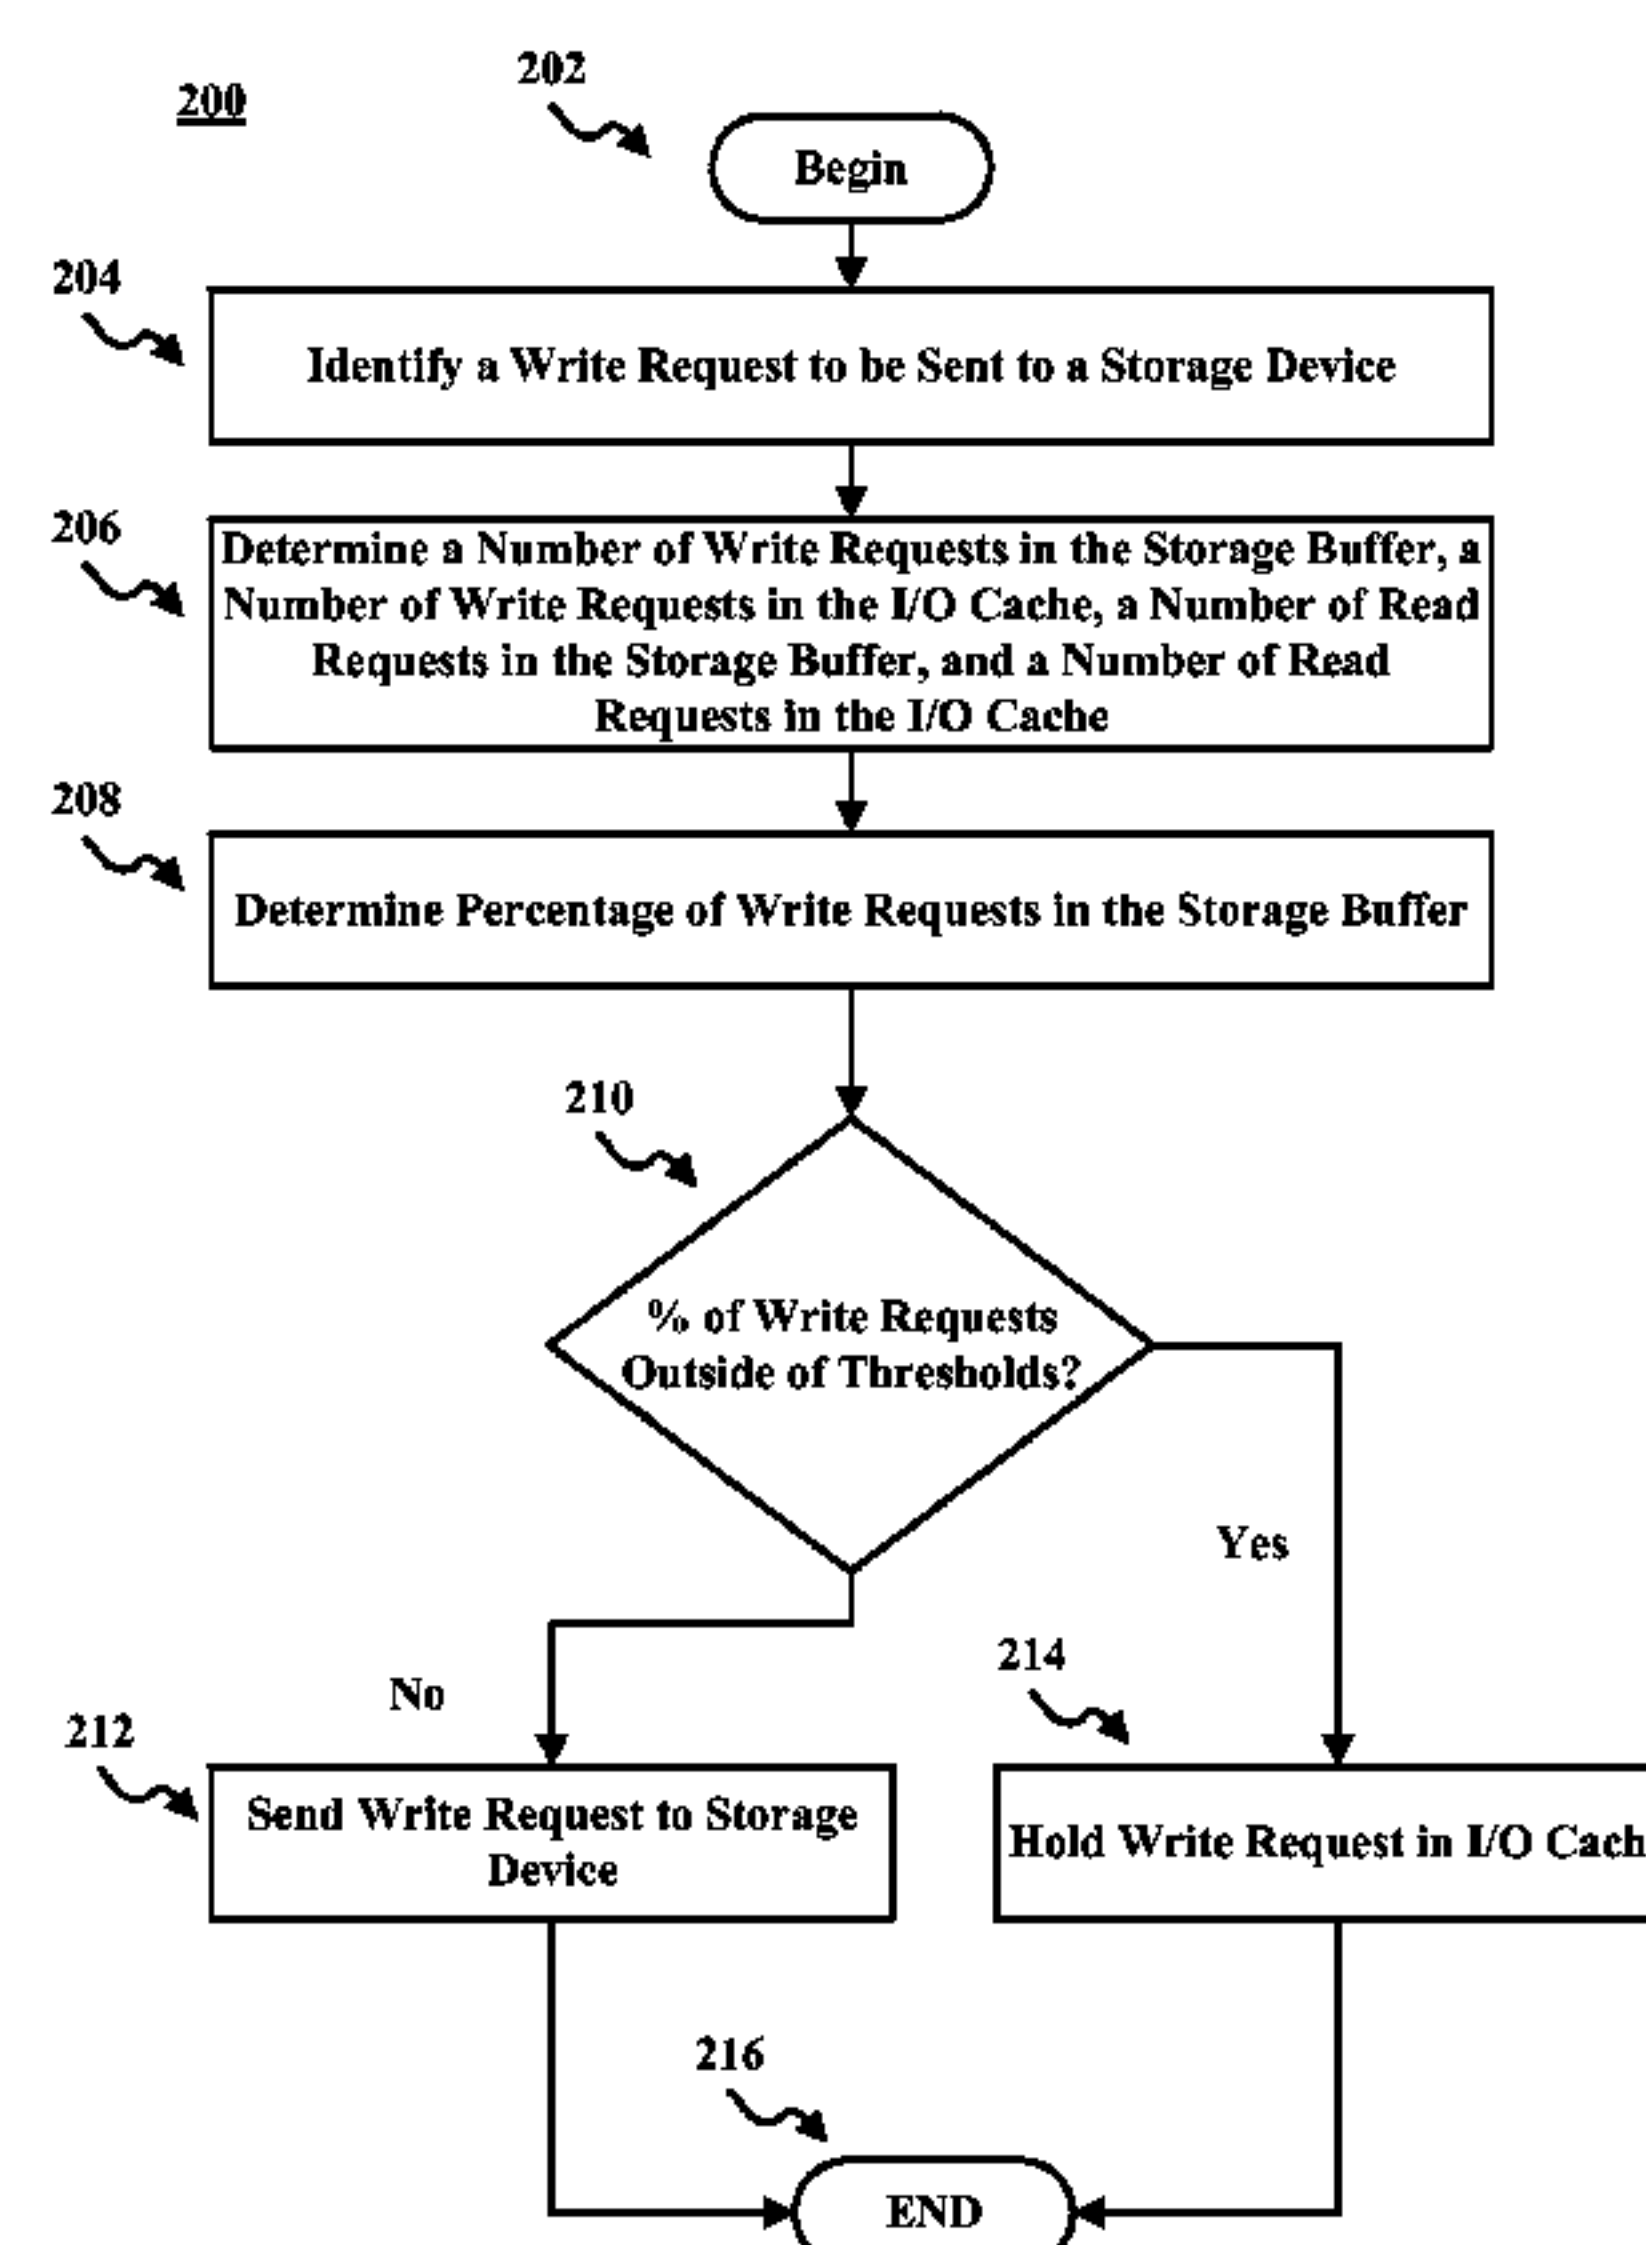 200
202
Begin
204
Identify a Write Request to be Sent to a Storage Device
206
Determine a Number of Write Requests in the Storage Buffer, a
Number of Write Requests in the I/O Cache, a Number of Read
Requests in the Storage Buffer, and a Number of Read
Requests in the I/O Cache
208
Determine Percentage of Write Requests in the Storage Buffer
210
% of Write Requests
Outside of Thresholds?
Yes
No
214
212
Send Write Request to Storage
Device
Hold Write Request in I/O Cach
216
END